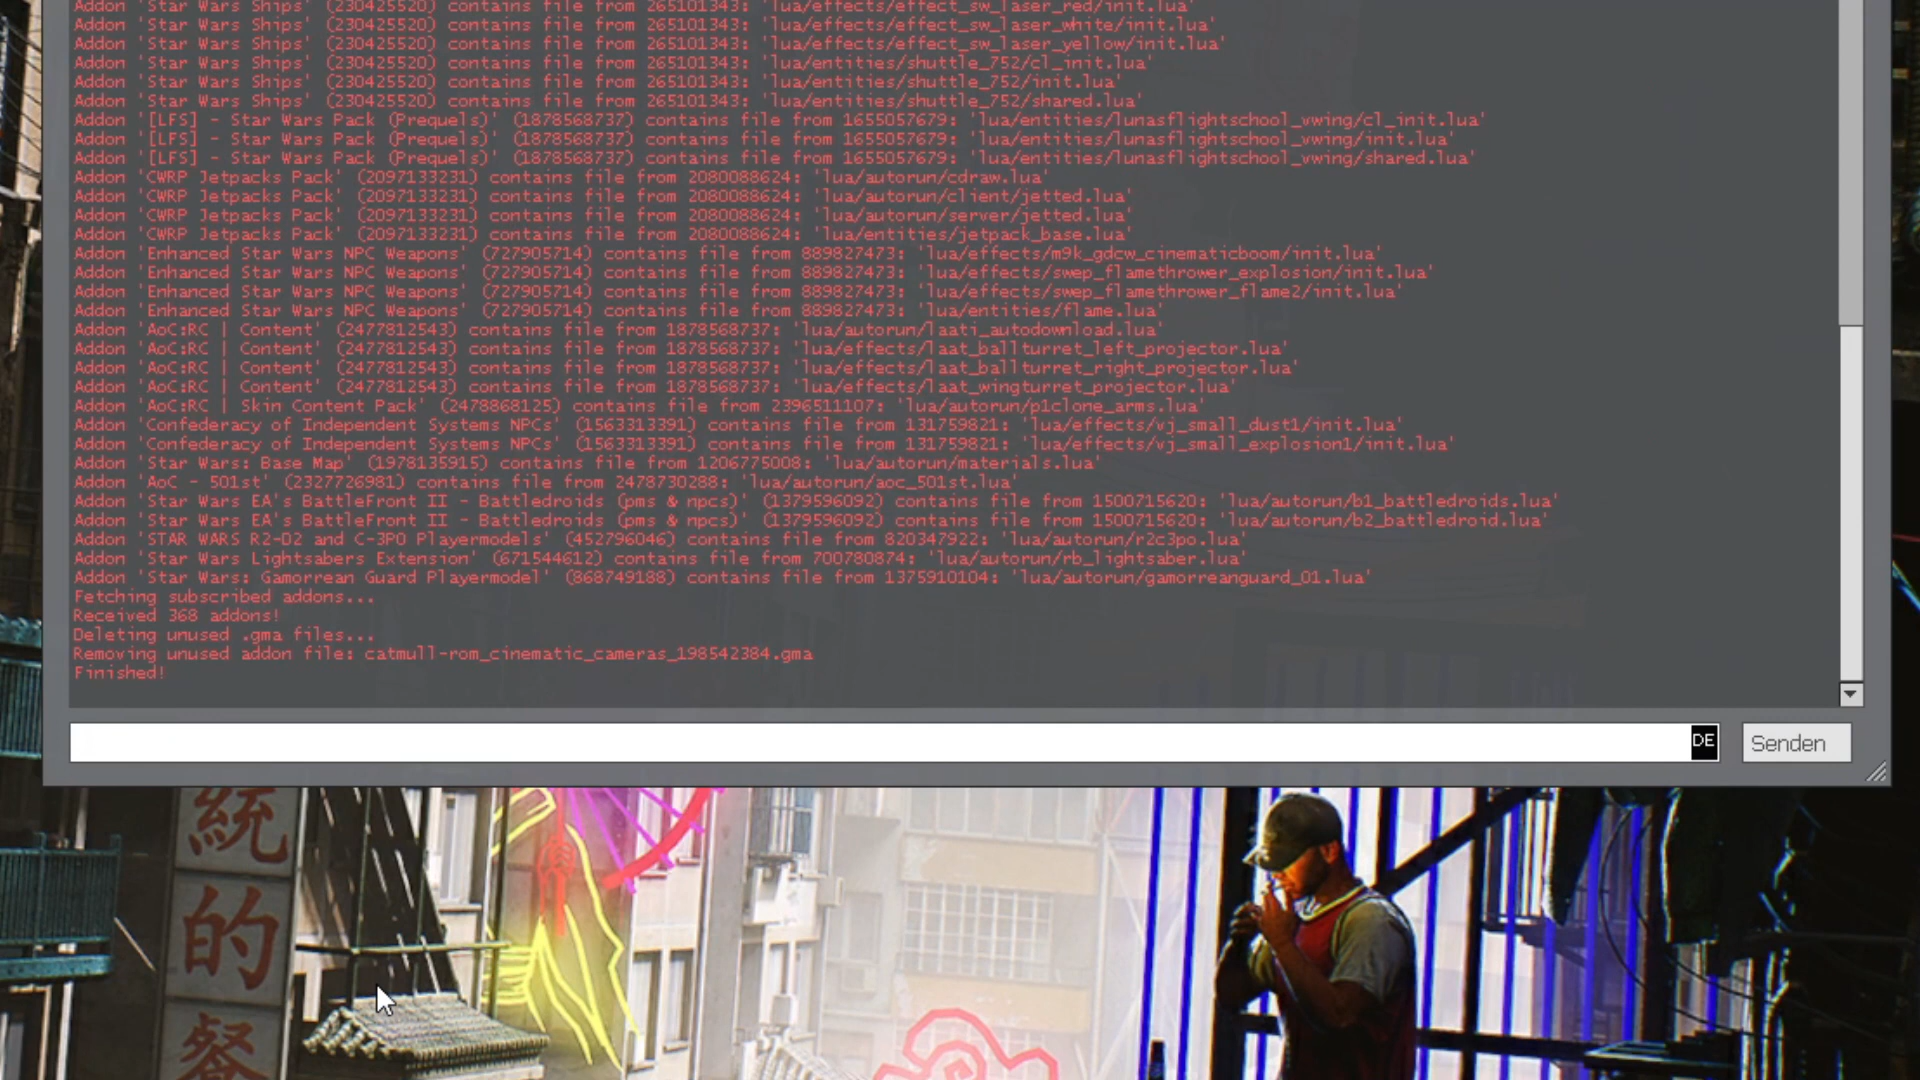 Addon 'Star Wars Ships' (230425520) contains file from 265101343: 'lua/effects/effect_sw_laser_red/init.lua'
Addon 'Star Wars Ships' (230425520) contains file from 265101343: 'lua/effects/effect_sw_laser_white/init.lua'
Addon 'Star Wars Ships' (230425520) contains file from 265101343: 'lua/effects/effect_sw_laser_yellow/init.lua'
Addon 'Star Wars Ships' (230425520) contains file from 265101343: 'lua/entities/shuttle_752/cl_init.lua'
Addon 'Star Wars Ships' (230425520) contains file from 265101343: 'lua/entities/shuttle_752/init.lua'
Addon 'Star Wars Ships' (230425520) contains file from 265101343: 'lua/entities/shuttle_752/shared.lua'
Addon '[LFS] - Star Wars Pack (Prequels)' (1878568737) contains file from 1655057679: 'lua/entities/lunasflightschool_vwing/cl_init.lua'
Addon '[LFS] - Star Wars Pack (Prequels)' (1878568737) contains file from 1655057679: 'lua/entities/lunasflightschool_vwing/init.lua'
Addon '[LFS] - Star Wars Pack (Prequels)' (1878568737) contains file from 1655057679: 'lua/entities/lunasflightschool_vwing/shared.lua'
Addon 'CWRP Jetpacks Pack' (2097133231) contains file from 2080088624: 'lua/autorun/cdraw.lua'
Addon 'CWRP Jetpacks Pack' (2097133231) contains file from 2080088624: 'lua/autorun/client/jetted.lua'
Addon 'CWRP Jetpacks Pack' (2097133231) contains file from 2080088624: 'lua/autorun/server/jetted.lua'
Addon 'CWRP Jetpacks Pack' (2097133231) contains file from 2080088624: 'lua/entities/jetpack_base.lua'
Addon 'Enhanced Star Wars NPC Weapons' (727905714) contains file from 889827473: 'lua/effects/m9k_gdcw_cinematicboom/init.lua'
Addon 'Enhanced Star Wars NPC Weapons' (727905714) contains file from 889827473: 'lua/effects/swep_flamethrower_explosion/init.lua'
Addon 'Enhanced Star Wars NPC Weapons' (727905714) contains file from 889827473: 'lua/effects/swep_flamethrower_flame2/init.lua'
Addon 'Enhanced Star Wars NPC Weapons' (727905714) contains file from 889827473: 'lua/entities/flame.lua'
Addon 'AoC:RC | Content' (2477812543) contains file from 1878568737: 'lua/autorun/laati_autodownload.lua'
Addon 'AoC:RC | Content' (2477812543) contains file from 1878568737: 'lua/effects/laat_ballturret_left_projector.lua'
Addon 'AoC:RC | Content' (2477812543) contains file from 1878568737: 'lua/effects/laat_ballturret_right_projector.lua'
Addon 'AoC:RC | Content' (2477812543) contains file from 1878568737: 'lua/effects/laat_wingturret_projector.lua'
Addon 'AoC:RC | Skin Content Pack' (2478868125) contains file from 2396511107: 'lua/autorun/p1clone_arms.lua'
Addon 'Confederacy of Independent Systems NPCs' (1563313391) contains file from 131759821: 'lua/effects/vj_small_dust1/init.lua'
Addon 'Confederacy of Independent Systems NPCs' (1563313391) contains file from 131759821: 'lua/effects/vj_small_explosion1/init.lua'
Addon 'Star Wars: Base Map' (1978135915) contains file from 1206775008: 'lua/autorun/materials.lua'
Addon 'AoC - 501st' (2327726981) contains file from 2478730288: 'lua/autorun/aoc_501st.lua'
Addon 'Star Wars EA's BattleFront II - Battledroids (pms & npcs)' (1379596092) contains file from 1500715620: 'lua/autorun/b1_battledroids.lua'
Addon 'Star Wars EA's BattleFront II - Battledroids (pms & npcs)' (1379596092) contains file from 1500715620: 'lua/autorun/b2_battledroid.lua'
Addon 'STAR WARS R2-D2 and C-3PO Playermodels' (452796046) contains file from 820347922: 'lua/autorun/r2c3po.lua'
Addon 'Star Wars Lightsabers Extension' (671544612) contains file from 700780874: 'lua/autorun/rb_lightsaber.lua'
Addon 'Star Wars: Gamorrean Guard Playermodel' (868749188) contains file from 1375910104: 'lua/autorun/gamorreanguard_01.lua'
Fetching subscribed addons...
Received 368 addons!
Deleting unused .gma files...
Removing unused addon file: catmull-rom_cinematic_cameras_198542384.gma
Finished!
DE
Senden
統
的
餐